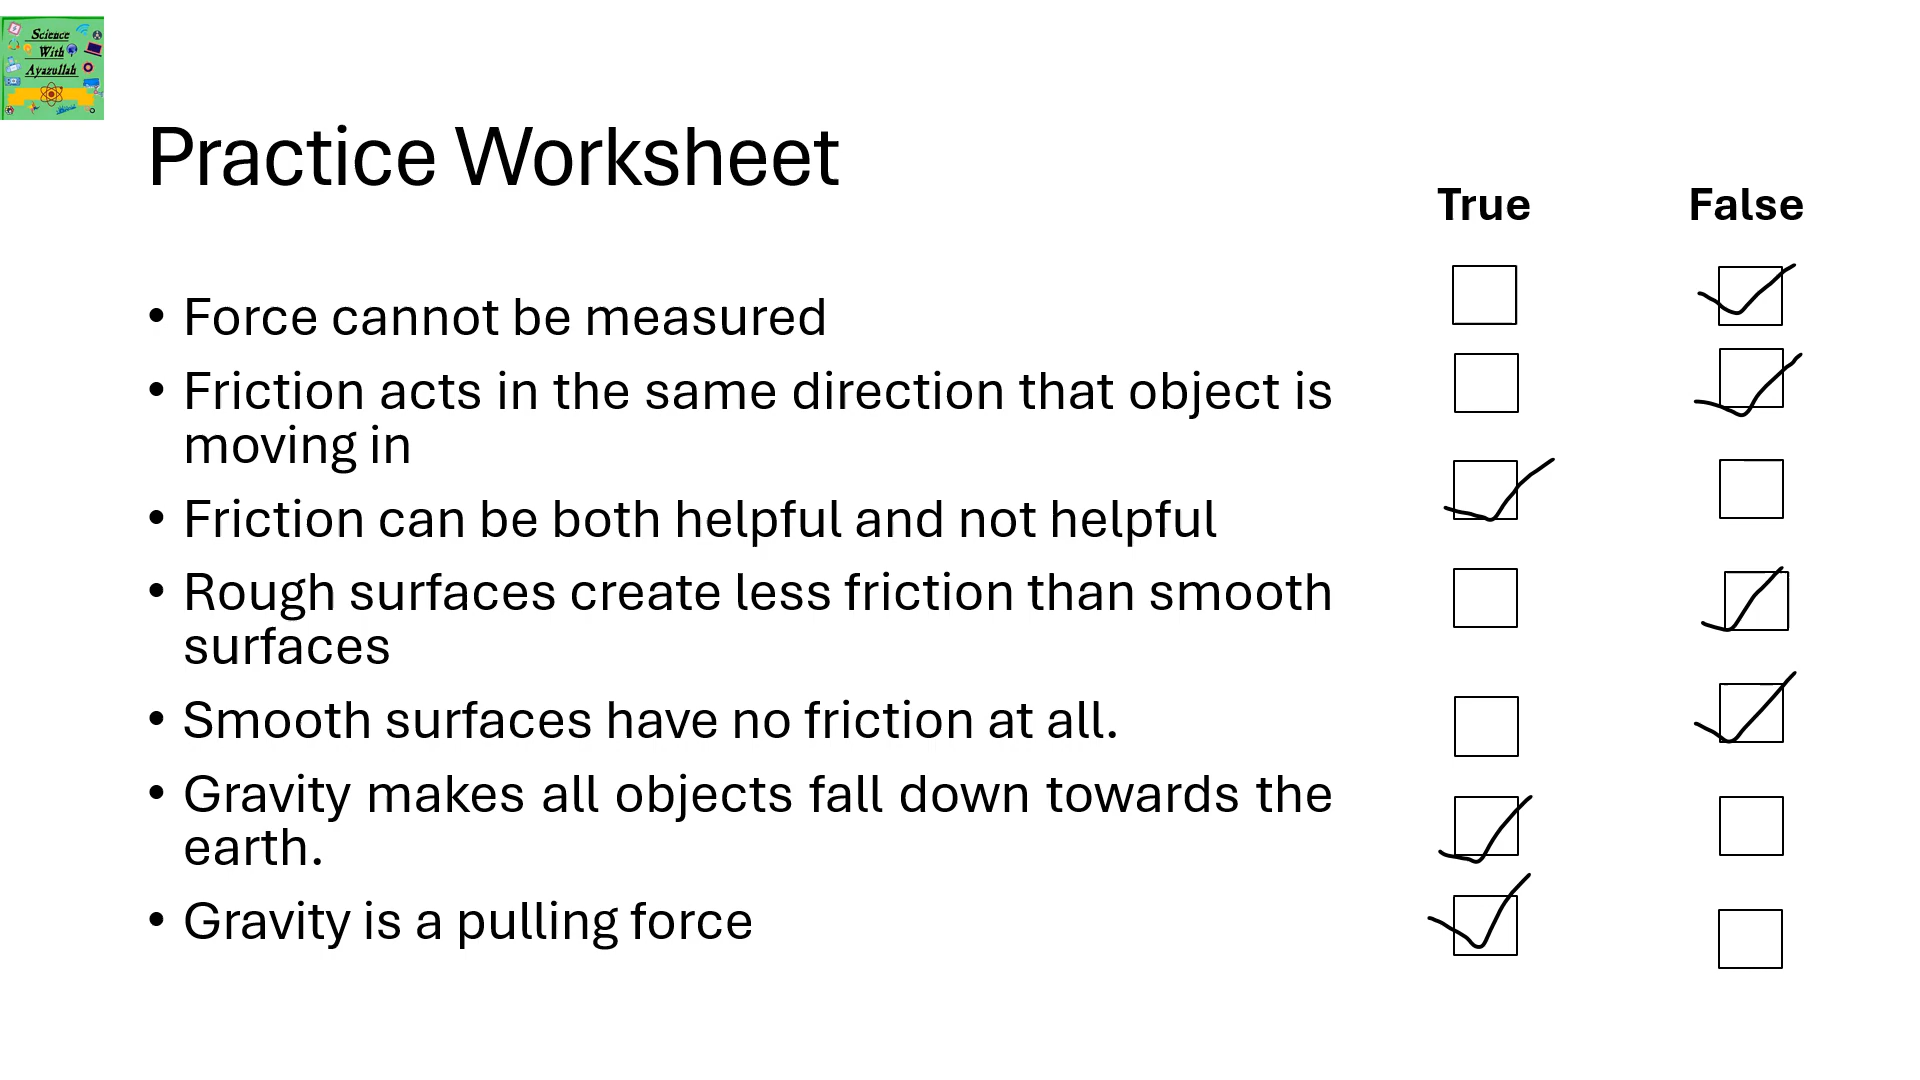 Science
With
Ayazullah
Practice Worksheet
True False
• Force cannot be measured
• Friction acts in the same direction that object is
moving in
• Friction can be both helpful and not helpful
• Rough surfaces create less friction than smooth
surfaces
• Smooth surfaces have no friction at all.
• Gravity makes all objects fall down towards the
earth.
• Gravity is a pulling force